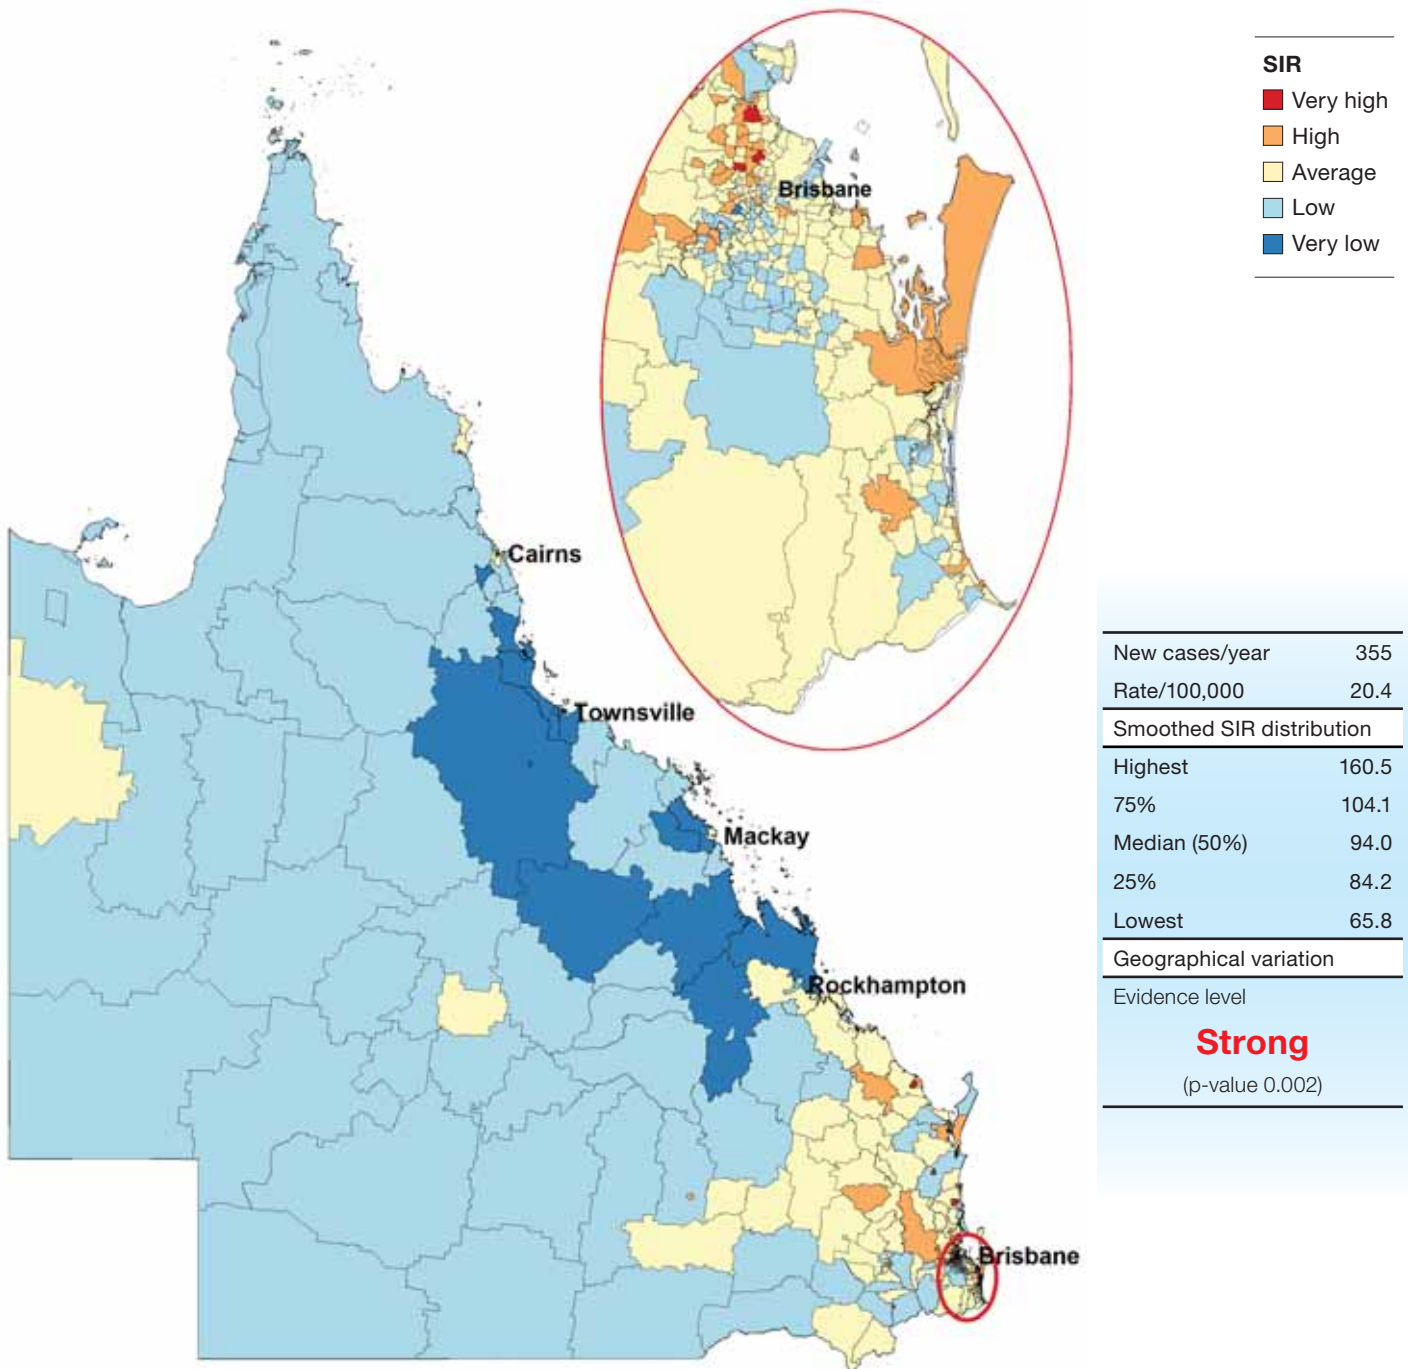 SIR
Very high
High
Average
Low
Very low
Brisbane
Cairns
Townsville
Mackay
Rockhampton
Brisbane
New cases/year 355
Rate/100,000 20.4
Smoothed SIR distribution
Highest 160.5
75% 104.1
Median (50%) 94.0
25% 84.2
Lowest 65.8
Geographical variation
Evidence level
Strong
(p-value 0.002)